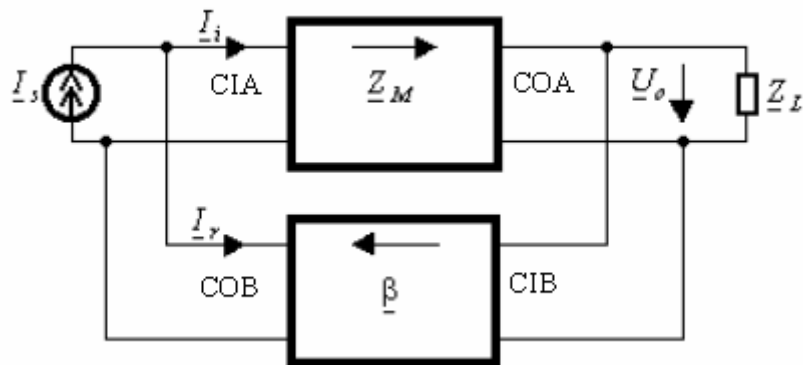 I_i
CIA
Z_M
COA
I_s
U_o
Z_L
I_r
COB
β
CIB